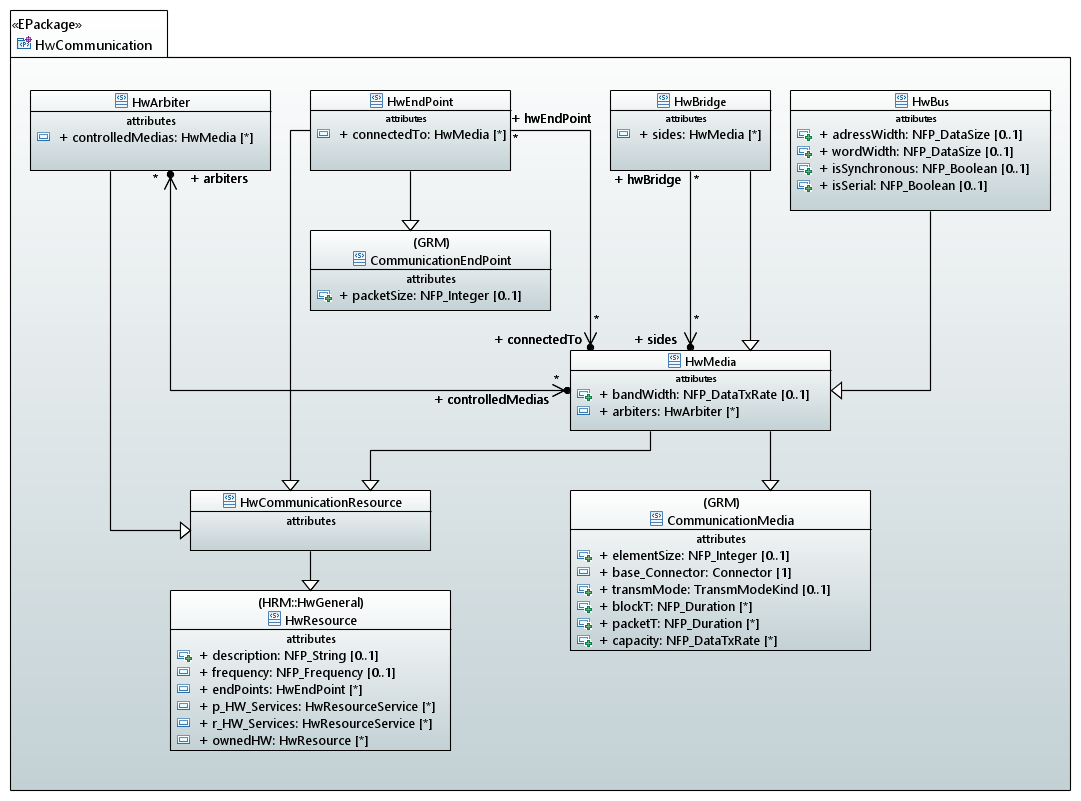 «EPackage»
HwCommunication
HwArbiter
attributes
+ controlledMedias: HwMedia [*]
HwEndPoint
attributes
+ connectedTo: HwMedia [*]
HwBridge
attributes
+ sides: HwMedia [*]
HwBus
attributes
+ adressWidth: NFP_DataSize [0..1]
+ wordWidth: NFP_DataSize [0..1]
+ isSynchronous: NFP_Boolean [0..1]
+ isSerial: NFP_Boolean [0..1]
+ hwEndPoint
*
* + arbiters
+ hwBridge *
(GRM)
CommunicationEndPoint
attributes
+ packetSize: NFP_Integer [0..1]
*
+ connectedTo
*
+ sides
*
+ controlledMedias
HwMedia
attributes
+ bandWidth: NFP_DataTxRate [0..1]
+ arbiters: HwArbiter [*]
HwCommunicationResource
attributes
(GRM)
CommunicationMedia
attributes
+ elementSize: NFP_Integer [0..1]
+ base_Connector: Connector [1]
+ transmMode: TransmModeKind [0..1]
+ blockT: NFP_Duration [*]
+ packetT: NFP_Duration [*]
+ capacity: NFP_DataTxRate [*]
(HRM::HwGeneral)
HwResource
attributes
+ description: NFP_String [0..1]
+ frequency: NFP_Frequency [0..1]
+ endPoints: HwEndPoint [*]
+ p_HW_Services: HwResourceService [*]
+ r_HW_Services: HwResourceService [*]
+ ownedHW: HwResource [*]